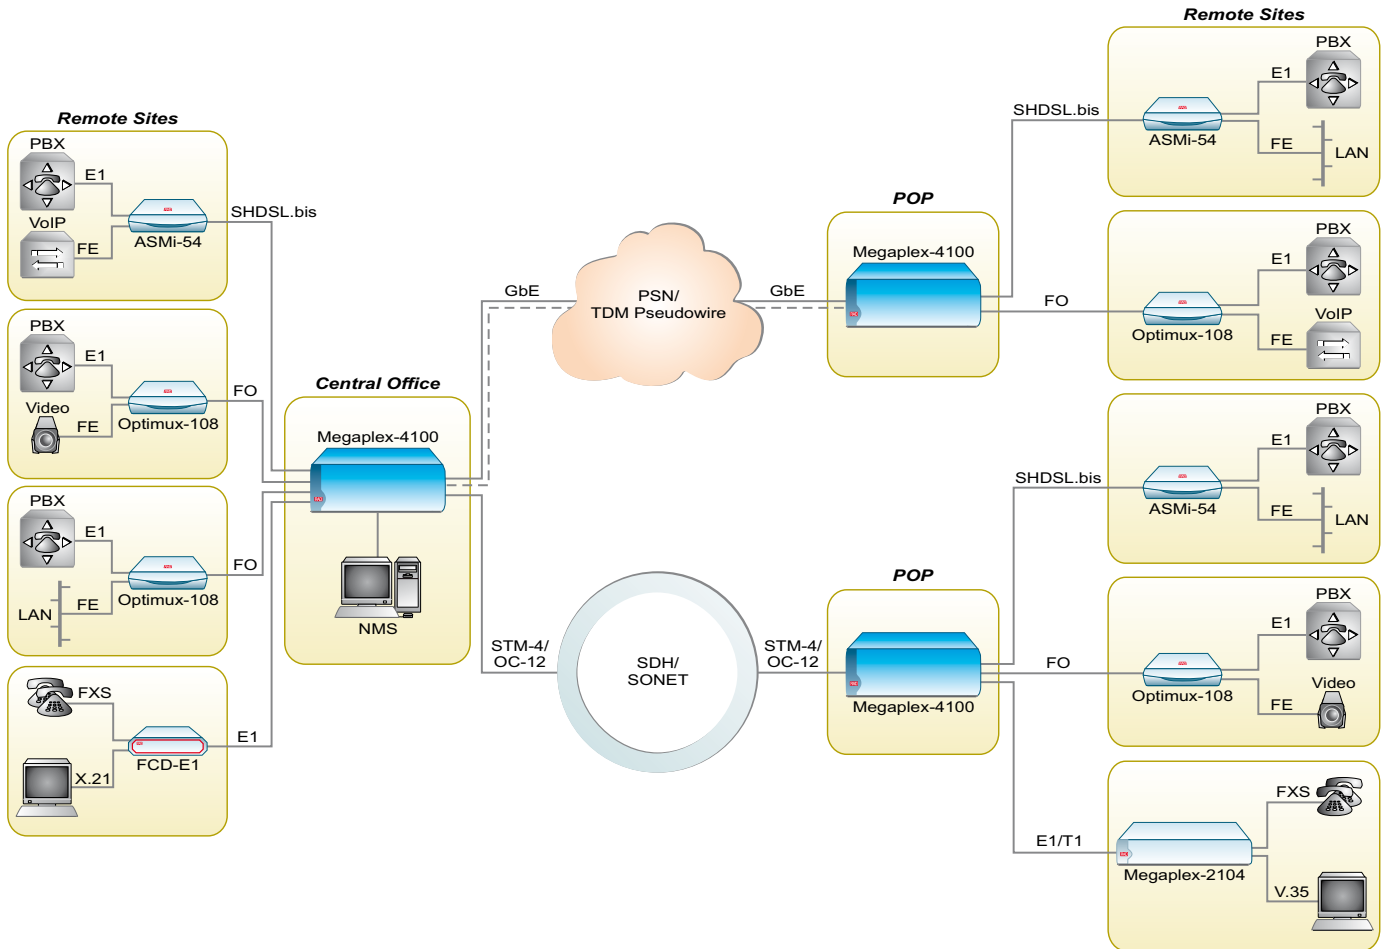 Remote Sites
PBX
E1
VoIP
FE
ASMi-54
SHDSL.bis
PBX
E1
Video
FE
Optimux-108
FO
PBX
E1
LAN
FE
Optimux-108
FO
FXS
X.21
FCD-E1
E1
Central Office
Megaplex-4100
NMS
GbE
PSN/
TDM Pseudowire
GbE
STM-4/
OC-12
SDH/
SONET
STM-4/
OC-12
POP
Megaplex-4100
SHDSL.bis
FO
POP
Megaplex-4100
SHDSL.bis
FO
E1/T1
Remote Sites
PBX
E1
ASMi-54
FE
LAN
PBX
E1
Optimux-108
VoIP
FE
PBX
E1
ASMi-54
FE
LAN
PBX
E1
Optimux-108
Video
FE
FXS
Megaplex-2104
V.35